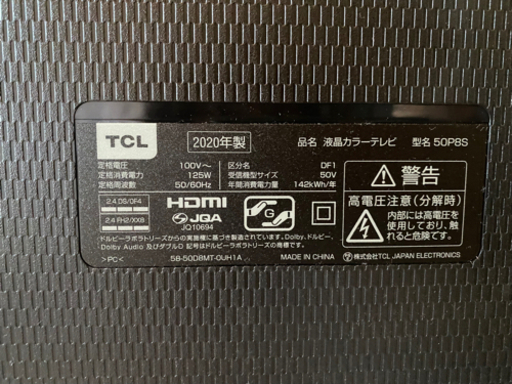 TCL
2020年製
品名 液晶カラーテレビ 型名 50P8S
定格電圧 100V~
定格消費電力 125W
定格周波数 50/60Hz
区分名 DF1
受信機型サイズ 50V
年間消費電力量 142kWh/年
2.4 DS/OF4
2.4 FH2/XX8
HDMI
JQA
JQ10694
G
警告
高電圧注意(分解時)
内部には高電圧を
使用しており、触れ
ると危険です。
ドルビーラボラトリーズからの実施権に基づき製造されています。Dolby、ドルビー、
Dolby Audio 及びダブルD 記号はドルビーラボラトリーズの商標です。
>PC<
58-50D8MT-0UH1A
MADE IN CHINA
株式会社TCL JAPAN ELECTRONICS